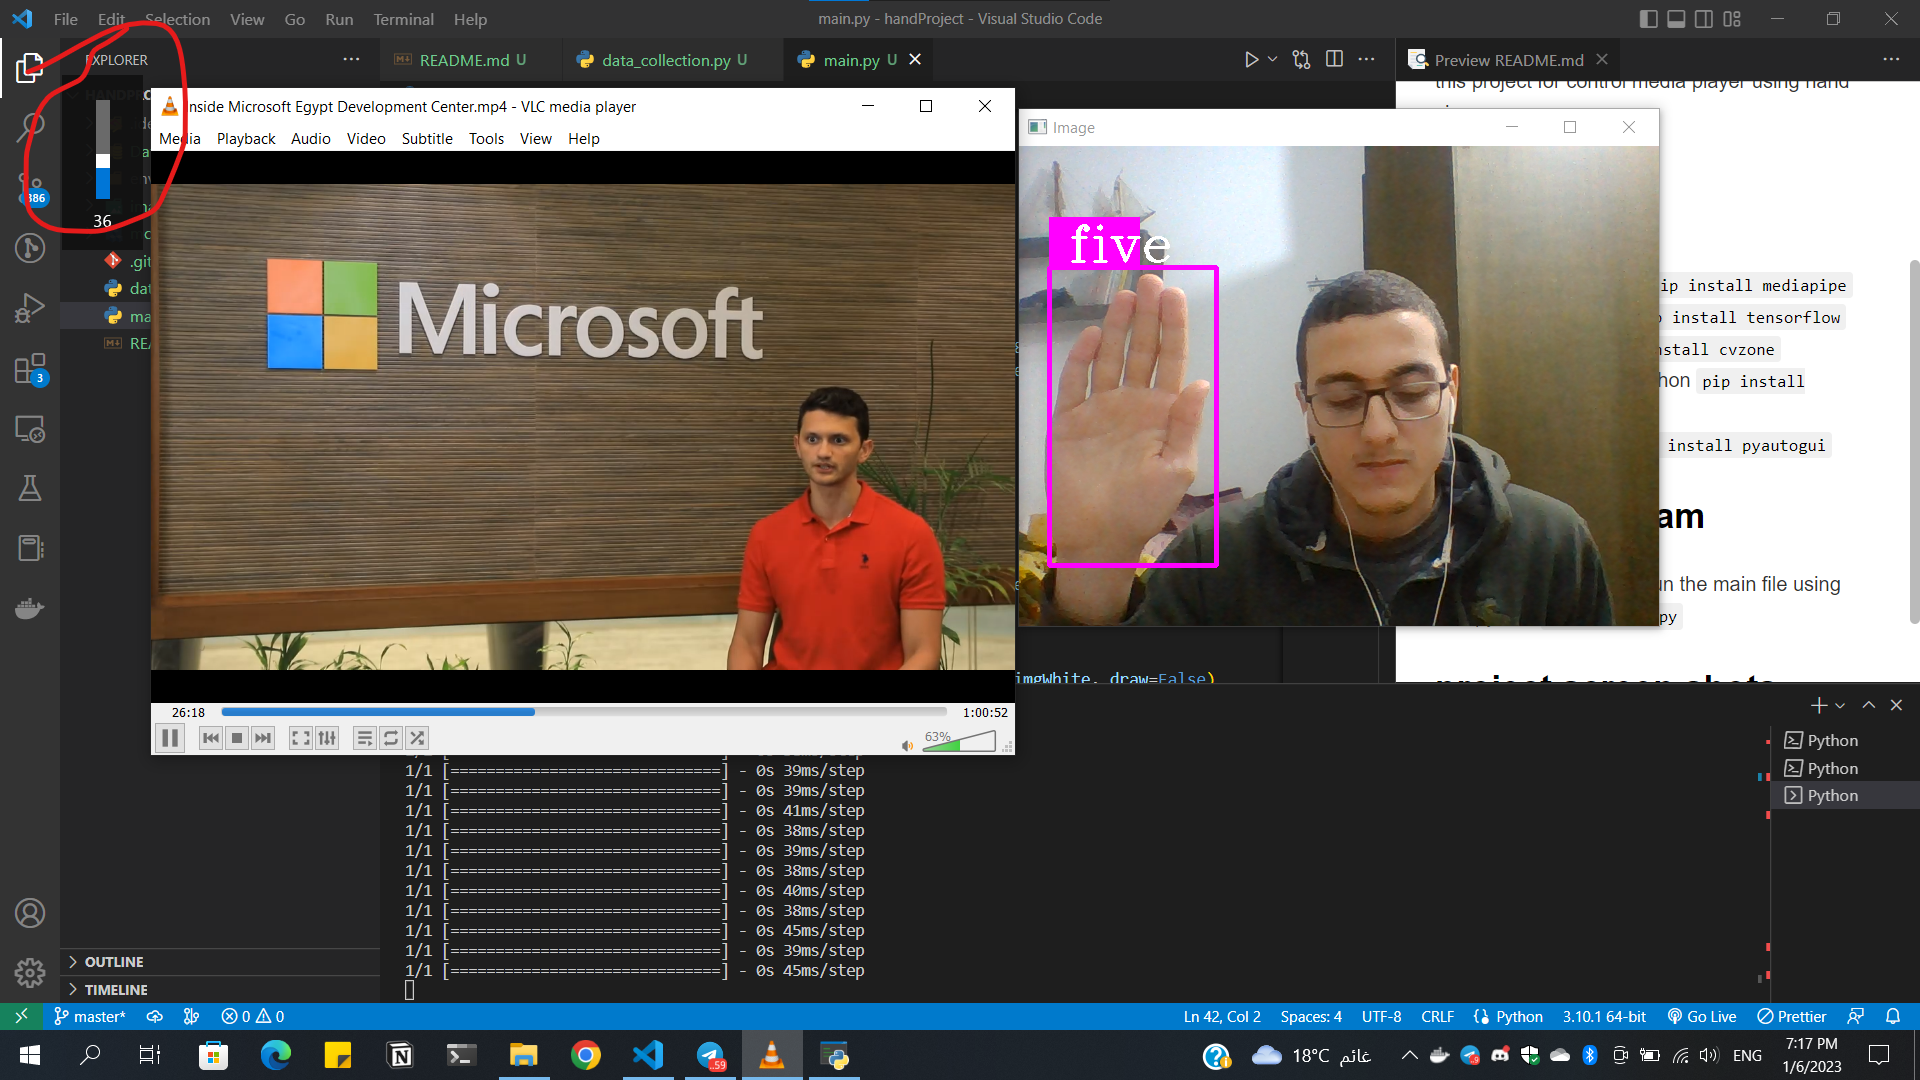 File Edit Selection View Go Run Terminal Help
main.py - handProject - Visual Studio Code
EXPLORER
README.md U
data_collection.py U
main.py U
Preview README.md
this project for control media player using hand
HANDPRO
36
386
3
.git
dat
ma
RE
Inside Microsoft Egypt Development Center.mp4 - VLC media player
Media Playback Audio Video Subtitle Tools View Help
Microsoft
26:18
1:00:52
63%
Image
five
ip install mediapipe
install tensorflow
nstall cvzone
hon pip install
install pyautogui
am
un the main file using
py
project screen shots
imgWhite, draw=False)
1/1 [==============================] - 0s 39ms/step
1/1 [==============================] - 0s 39ms/step
1/1 [==============================] - 0s 41ms/step
1/1 [==============================] - 0s 38ms/step
1/1 [==============================] - 0s 39ms/step
1/1 [==============================] - 0s 38ms/step
1/1 [==============================] - 0s 40ms/step
1/1 [==============================] - 0s 38ms/step
1/1 [==============================] - 0s 45ms/step
1/1 [==============================] - 0s 39ms/step
1/1 [==============================] - 0s 45ms/step
Python
Python
Python
OUTLINE
TIMELINE
master* 0 0
Ln 42, Col 2 Spaces: 4 UTF-8 CRLF Python 3.10.1 64-bit Go Live Prettier
59
18°C غائم
9
ENG
7:17 PM
1/6/2023